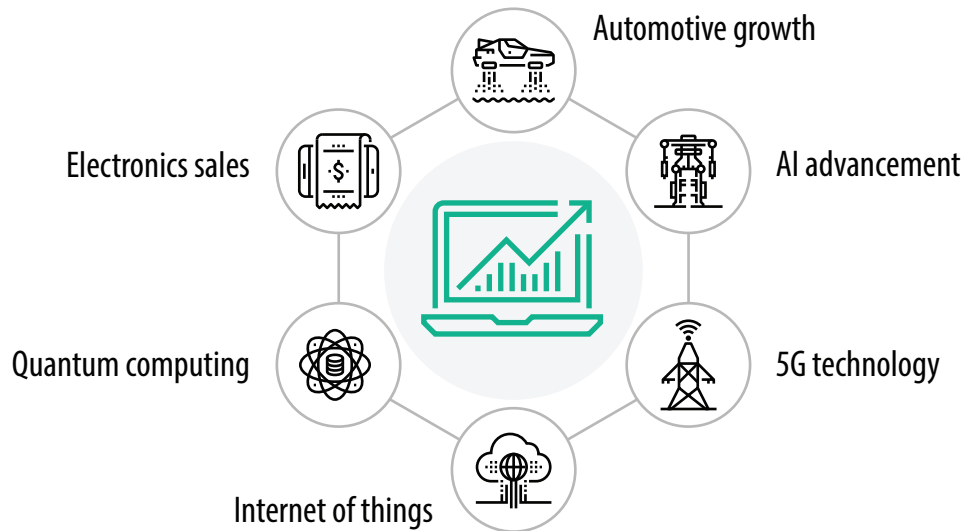 Automotive growth
Electronics sales
AI advancement
$
Quantum computing
5G technology
Internet of things